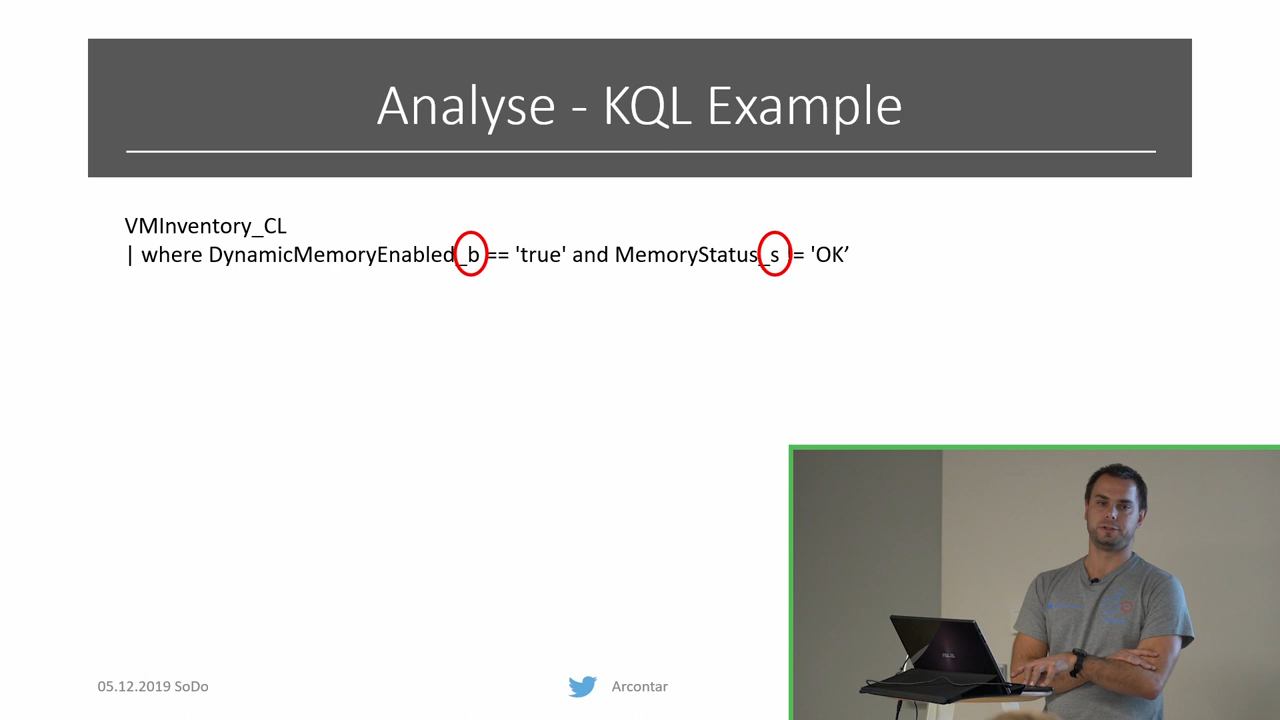 Analyse - KQL Example
VMInventory_CL
| where DynamicMemoryEnabled_b == 'true' and MemoryStatus_s != 'OK’
05.12.2019 SoDo
Arcontar